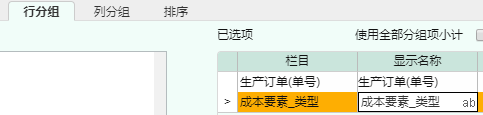 行分组 列分组 排序
已选项 使用全部分组项小计
栏目 显示名称
生产订单(单号) 生产订单(单号)
> 成本要素_类型 成本要素_类型 ab